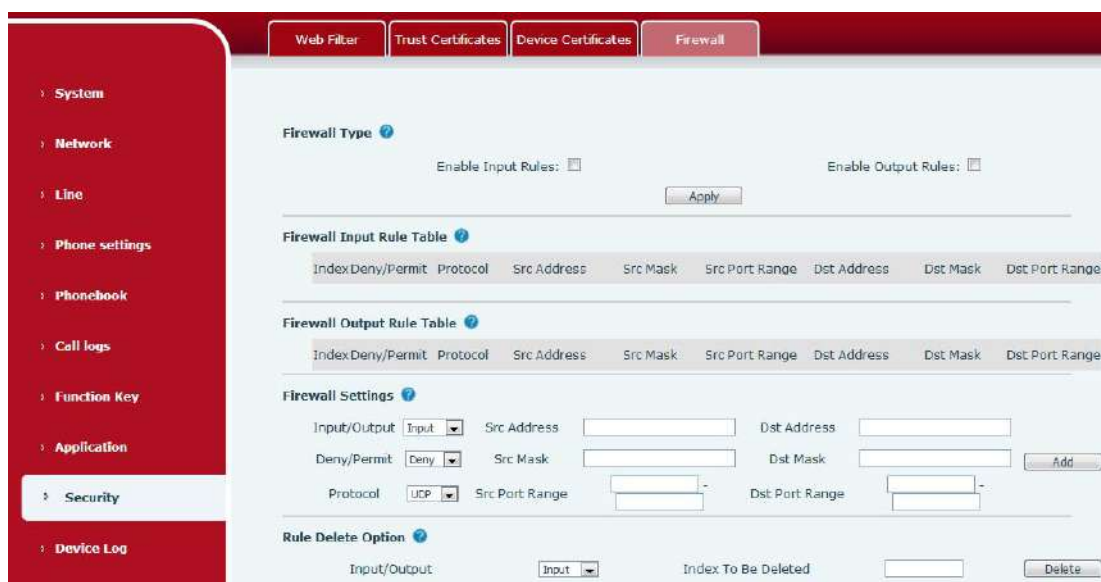 Web Filter Trust Certificates Device Certificates Firewall
System
Network
Line
Phone settings
Phonebook
Call logs
Function Key
Application
Security
Device Log
Firewall Type
Enable Input Rules: Enable Output Rules:
Apply
Firewall Input Rule Table
Index Deny/Permit Protocol Src Address Src Mask Src Port Range Dst Address Dst Mask Dst Port Range
Firewall Output Rule Table
Index Deny/Permit Protocol Src Address Src Mask Src Port Range Dst Address Dst Mask Dst Port Range
Firewall Settings
Input/Output Input Src Address Dst Address
Deny/Permit Deny Src Mask Dst Mask Add
Protocol UDP Src Port Range - Dst Port Range -
Rule Delete Option
Input/Output Input Index To Be Deleted Delete